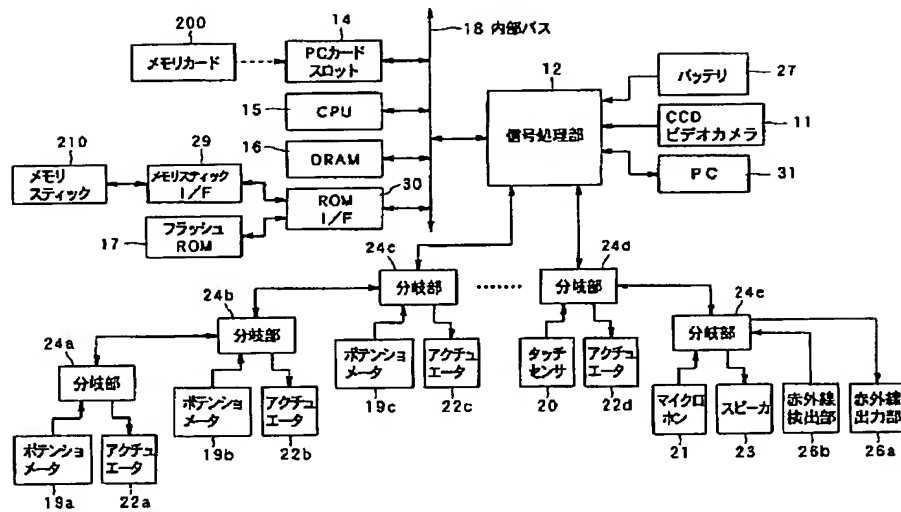 200
メモリカード
14
PCカード
スロット
18 内部バス
15
CPU
16
DRAM
210
メモリ
スティック
29
メモリスティック
I/F
30
ROM
I/F
17
フラッシュ
ROM
12
信号処理部
バッテリ
27
CCD
ビデオカメラ
11
PC
31
24c
分岐部
24d
分岐部
24b
分岐部
24e
分岐部
24a
分岐部
ポテンショ
メータ
19c
アクチュ
エータ
22c
タッチ
センサ
20
アクチュ
エータ
22d
ポテンショ
メータ
19b
アクチュ
エータ
22b
マイクロ
ホン
21
スピーカ
23
赤外線
検出部
26b
赤外線
出力部
26a
ポテンショ
メータ
19a
アクチュ
エータ
22a